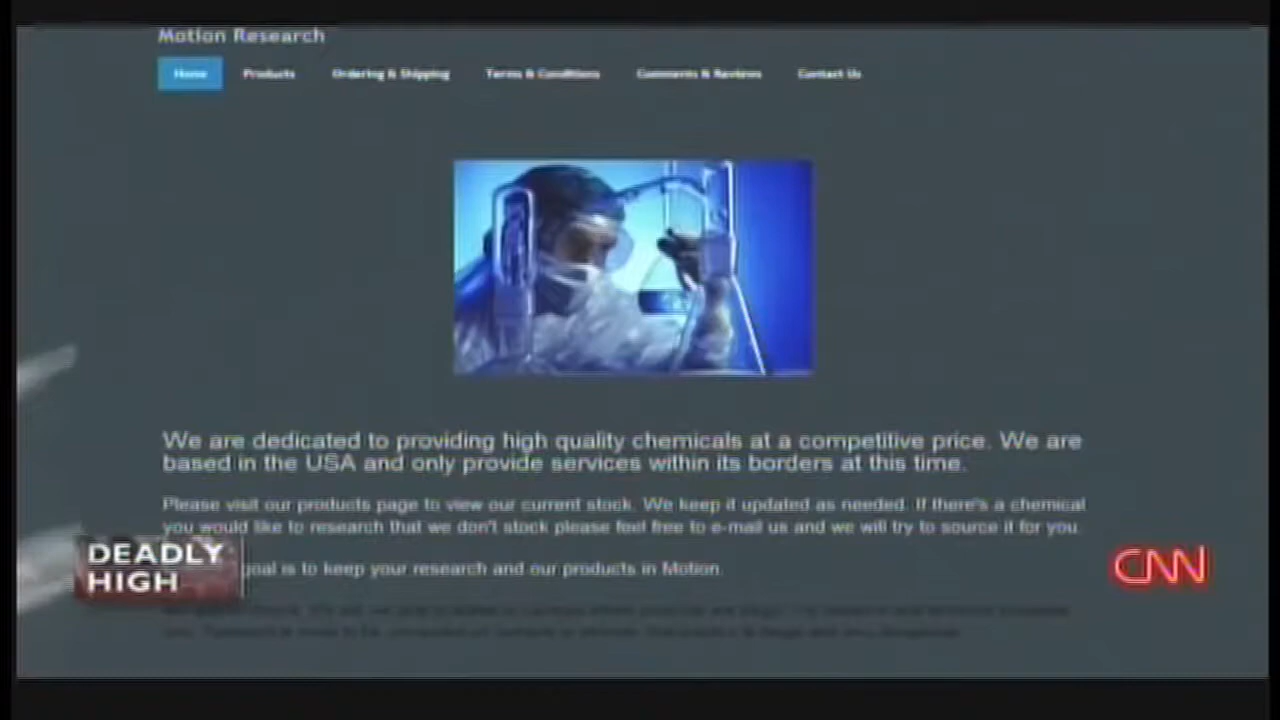 Motion Research
Home Products Ordering & Shipping Terms & Conditions Comments & Reviews Contact Us
We are dedicated to providing high quality chemicals at a competitive price. We are
based in the USA and only provide services within its borders at this time.
Please visit our products page to view our current stock. We keep it updated as needed. If there's a chemical
you would like to research that we don't stock please feel free to e-mail us and we will try to source it for you.
goal is to keep your research and our products in Motion.
DEADLY
HIGH
CNN